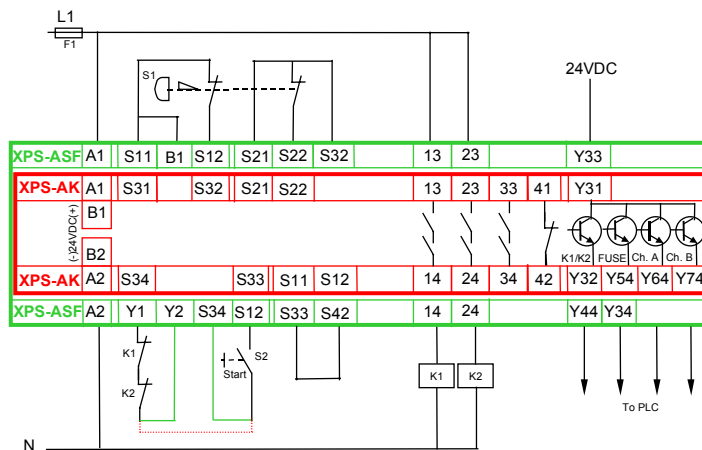 L1
F1
S1
24VDC
XPS-ASF A1 S11 B1 S12 S21 S22 S32 13 23 Y33
XPS-AK A1 S31 S32 S21 S22 13 23 33 41 Y31
B1
(-)24VDC(+)
B2
K1/K2 FUSE Ch. A Ch. B
XPS-AK A2 S34 S33 S11 S12 14 24 34 42 Y32 Y54 Y64 Y74
XPS-ASF A2 Y1 Y2 S34 S12 S33 S42 14 24 Y44 Y34
K1
S2
Start
K2
K1 K2
To PLC
N